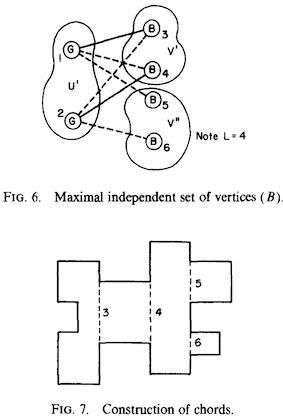 B 3
G V'
1 B 4
U' B 5
2 G V"
B 6
Note L = 4
FIG. 6. Maximal independent set of vertices (B).
5
3 4
6
FIG. 7. Construction of chords.